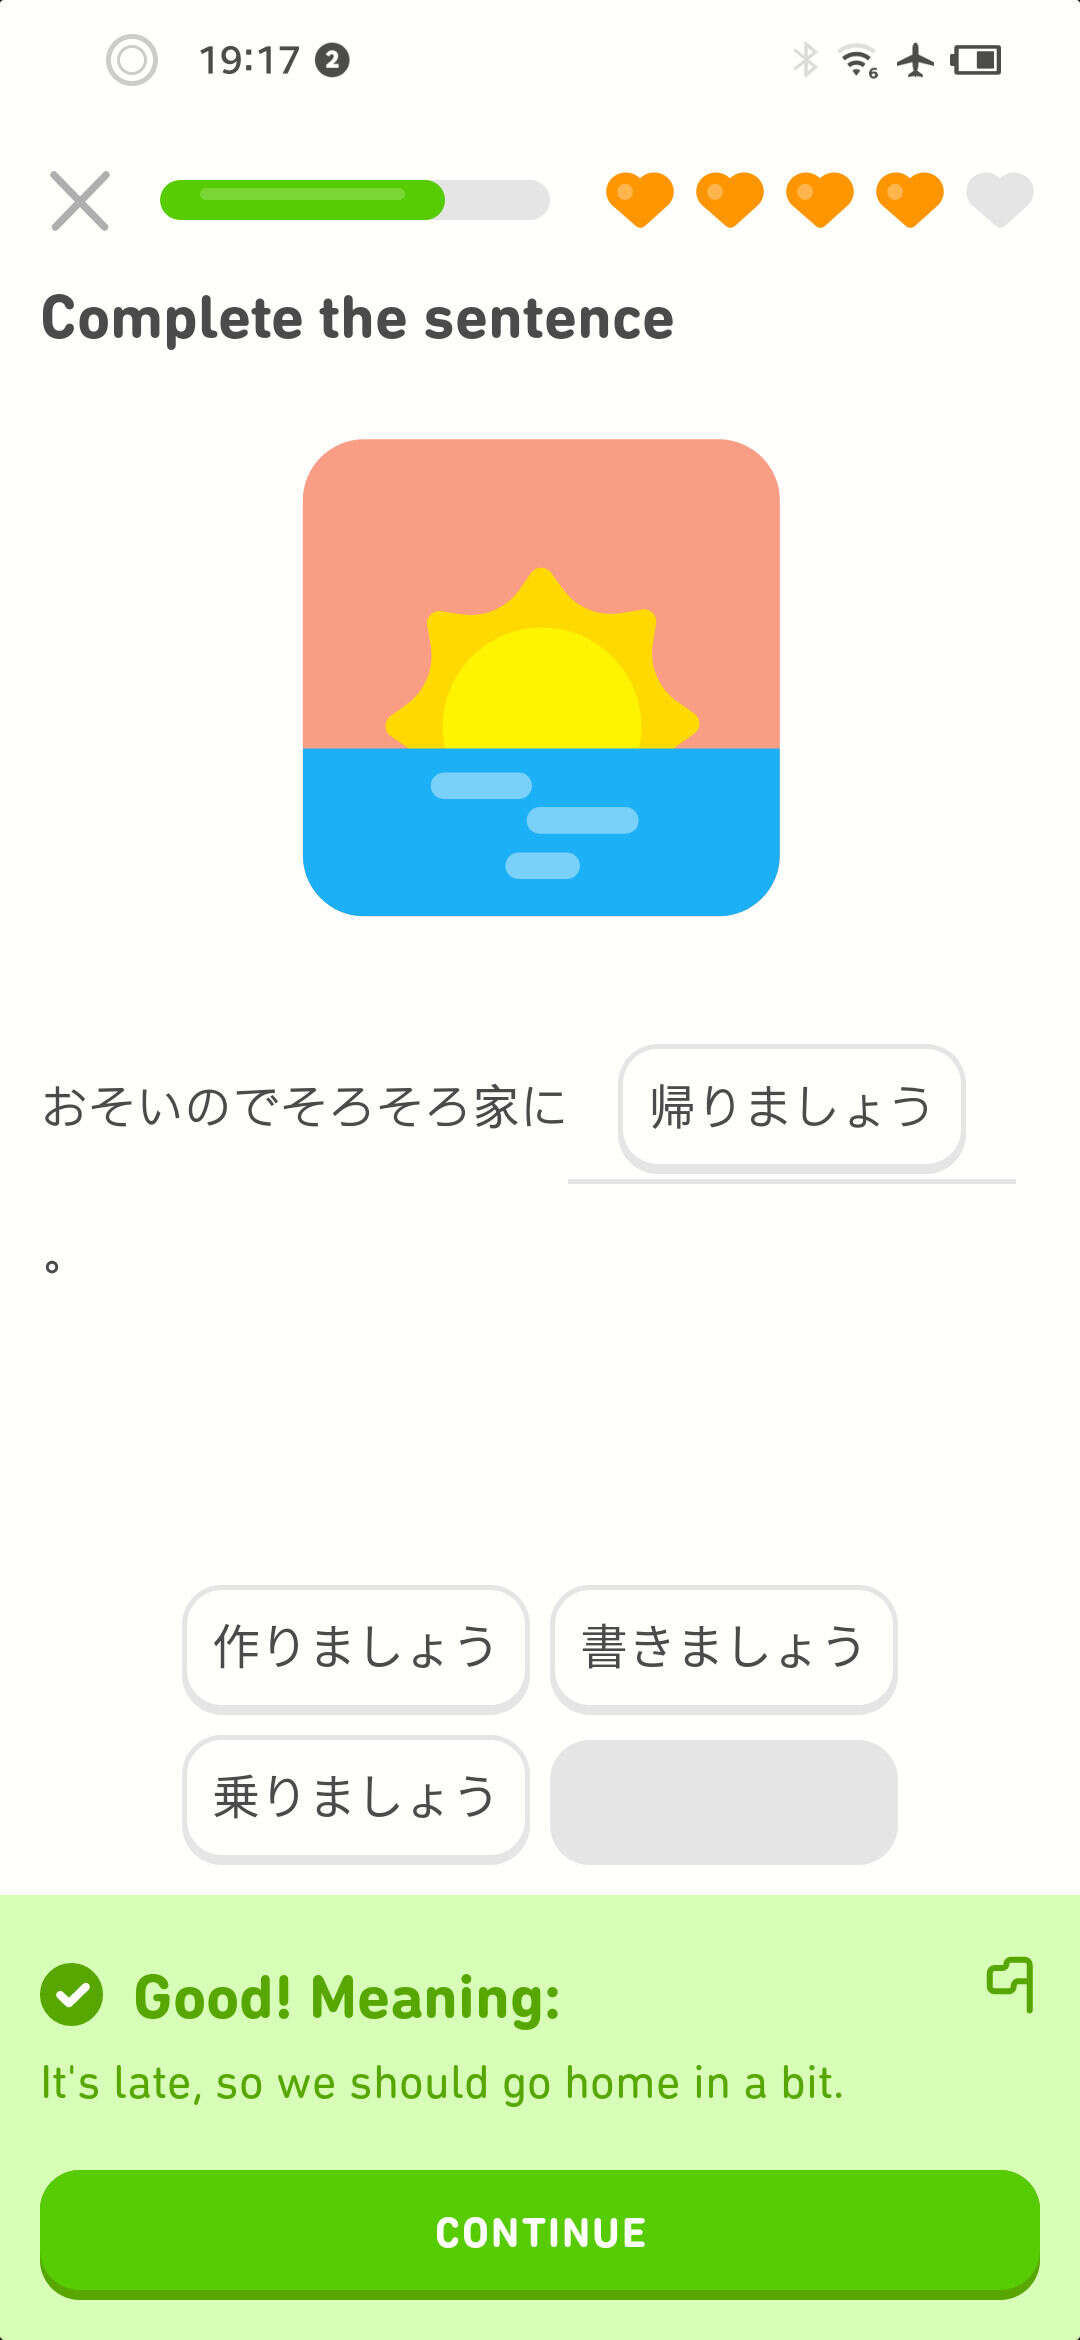 19:17 2
6
Complete the sentence
おそいのでそろそろ家に 帰りましょう
。
作りましょう 書きましょう
乗りましょう
Good! Meaning:
It's late, so we should go home in a bit.
CONTINUE